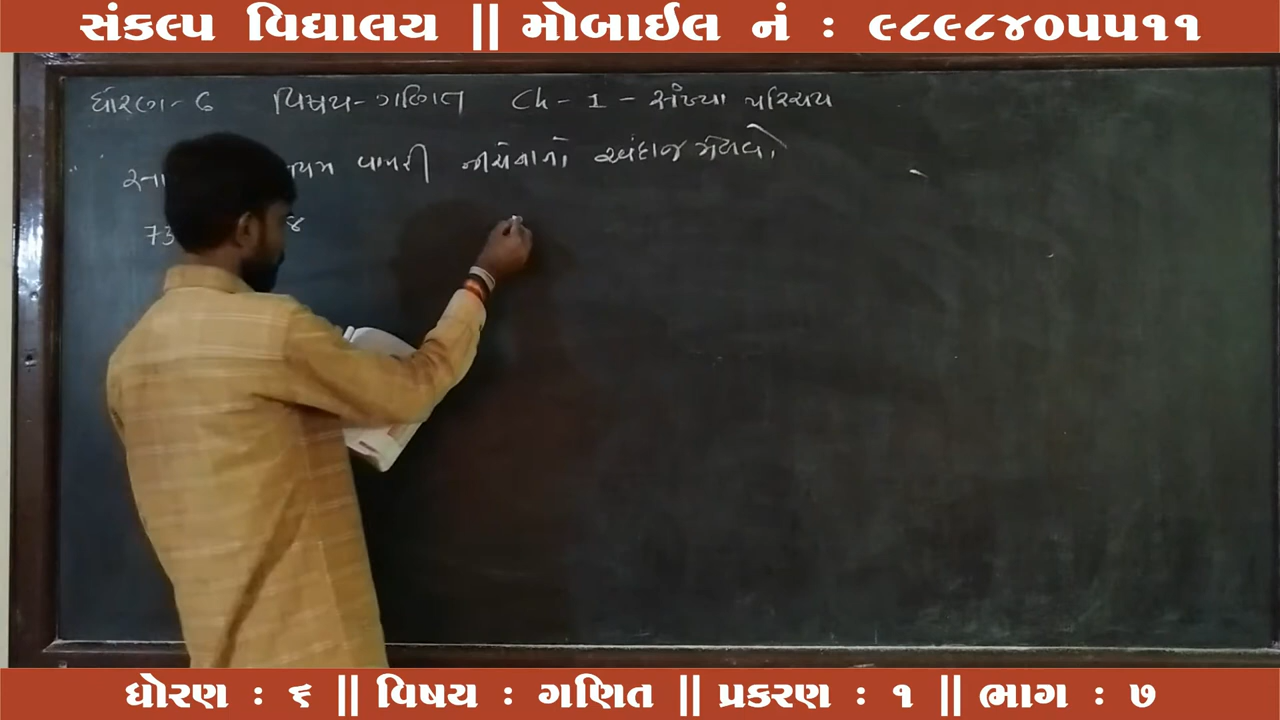 સંકલ્પ વિદ્યાલય || મોબાઈલ નં : ૯૮૯૮૪૦૫૫૧૧
ધોરણ - 6 વિષય - ગણિત Ch - 1 - સંખ્યા પરિચય
વાપરી નીચેનાનો અંદાજ મેળવો.
73
ધોરણ : ૬ || વિષય : ગણિત || પ્રકરણ : ૧ || ભાગ : ૭